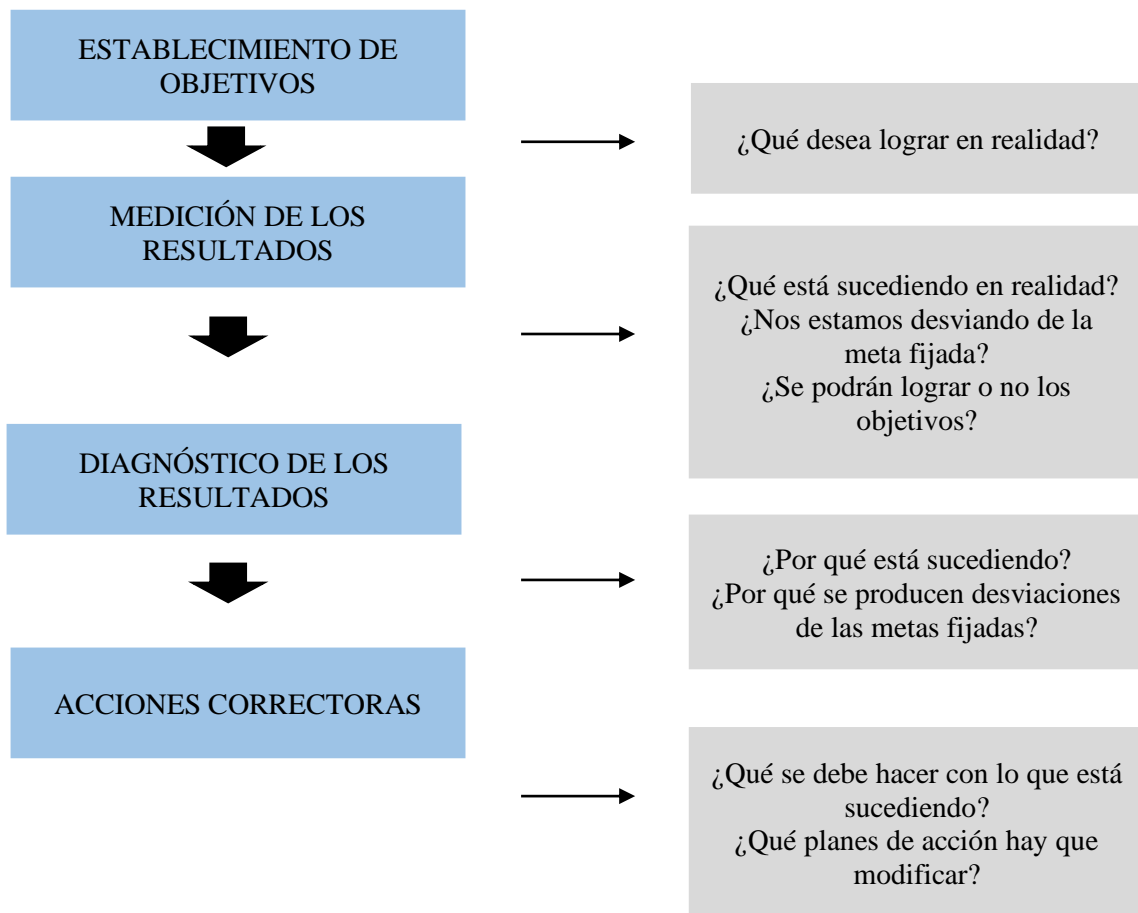 ESTABLECIMIENTO DE
OBJETIVOS
¿Qué desea lograr en realidad?
MEDICIÓN DE LOS
RESULTADOS
¿Qué está sucediendo en realidad?
¿Nos estamos desviando de la
meta fijada?
¿Se podrán lograr o no los
objetivos?
DIAGNÓSTICO DE LOS
RESULTADOS
¿Por qué está sucediendo?
¿Por qué se producen desviaciones
de las metas fijadas?
ACCIONES CORRECTORAS
¿Qué se debe hacer con lo que está
sucediendo?
¿Qué planes de acción hay que
modificar?